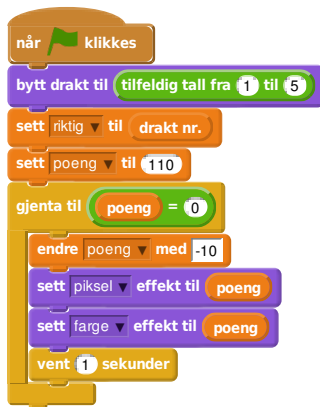 når klikkes
bytt drakt til tilfeldig tall fra 1 til 5
sett riktig til drakt nr.
sett poeng til 110
gjenta til poeng = 0
endre poeng med -10
sett piksel effekt til poeng
sett farge effekt til poeng
vent 1 sekunder